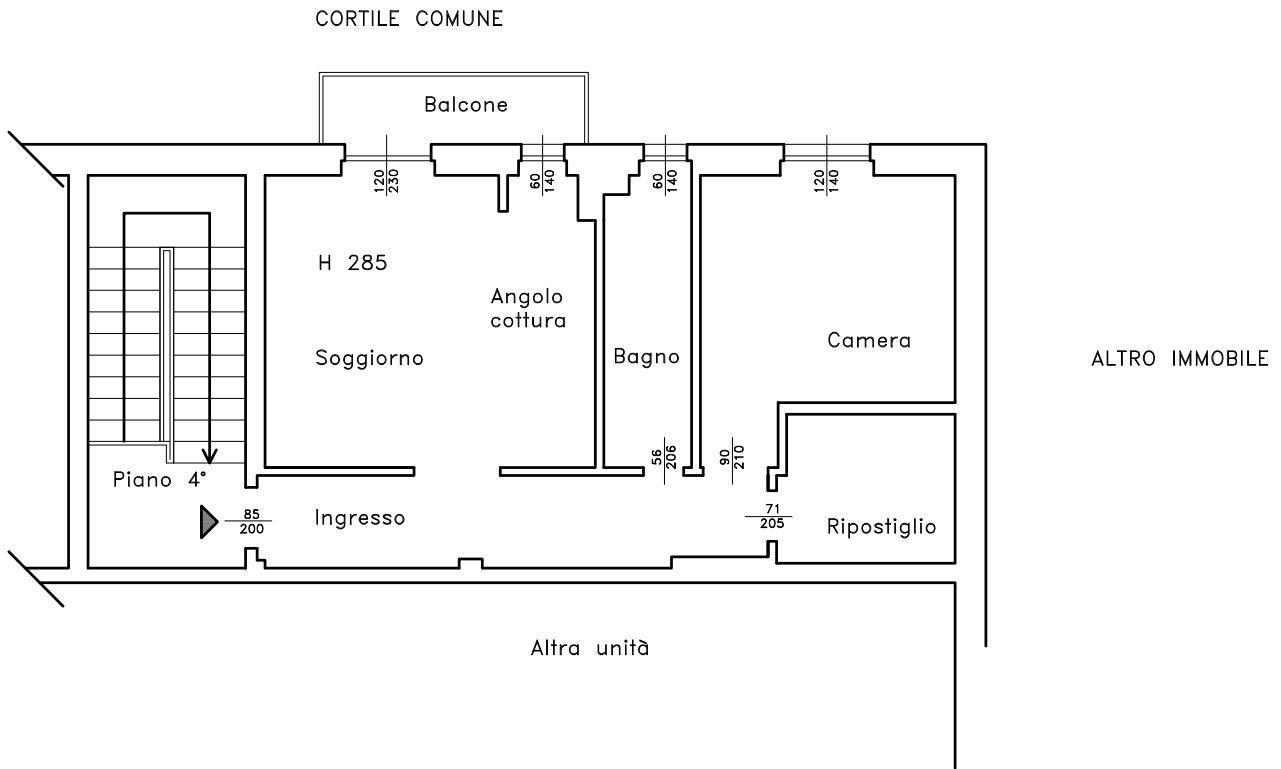 CORTILE COMUNE
Balcone
120
230
60
140
60
140
120
140
H 285
Angolo
cottura
Soggiorno
Bagno
Camera
ALTRO IMMOBILE
56
206
90
210
Piano 4°
85
200
Ingresso
71
205
Ripostiglio
Altra unità